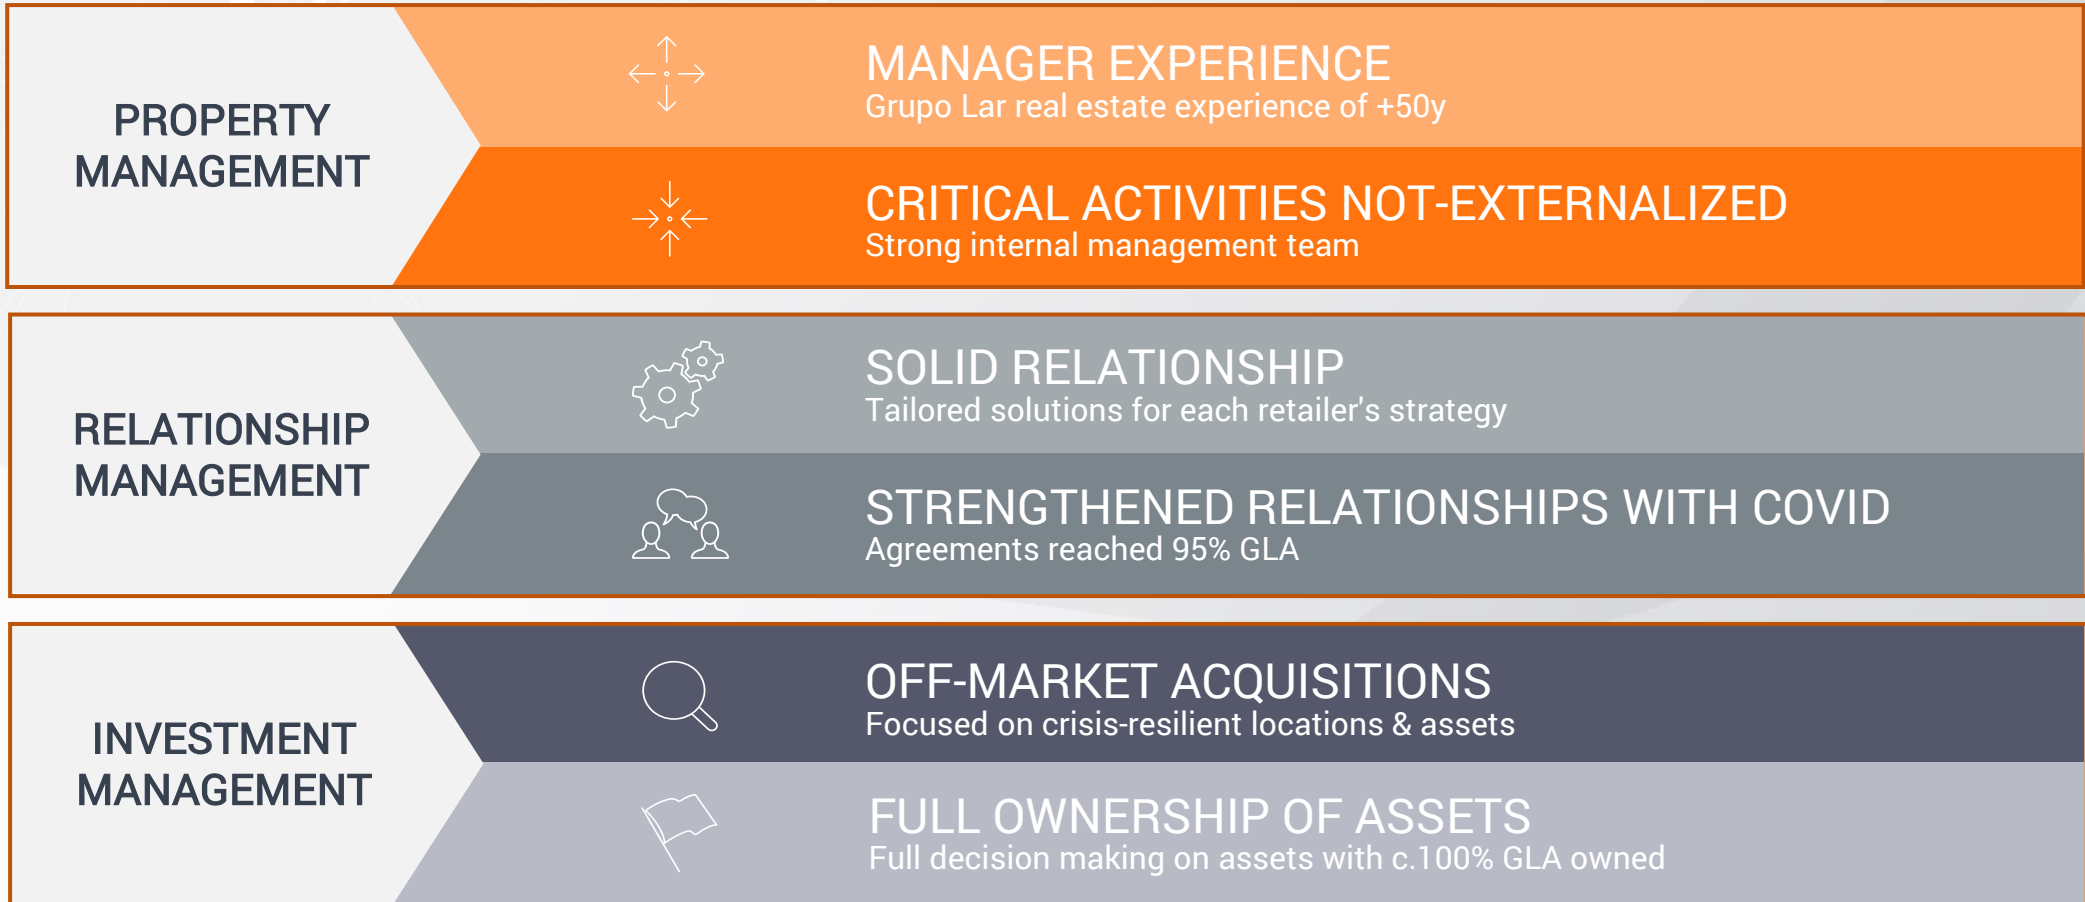 PROPERTY
MANAGEMENT
MANAGER EXPERIENCE
Grupo Lar real estate experience of +50y
CRITICAL ACTIVITIES NOT-EXTERNALIZED
Strong internal management team
RELATIONSHIP
MANAGEMENT
SOLID RELATIONSHIP
Tailored solutions for each retailer's strategy
STRENGTHENED RELATIONSHIPS WITH COVID
Agreements reached 95% GLA
INVESTMENT
MANAGEMENT
OFF-MARKET ACQUISITIONS
Focused on crisis-resilient locations & assets
FULL OWNERSHIP OF ASSETS
Full decision making on assets with c.100% GLA owned